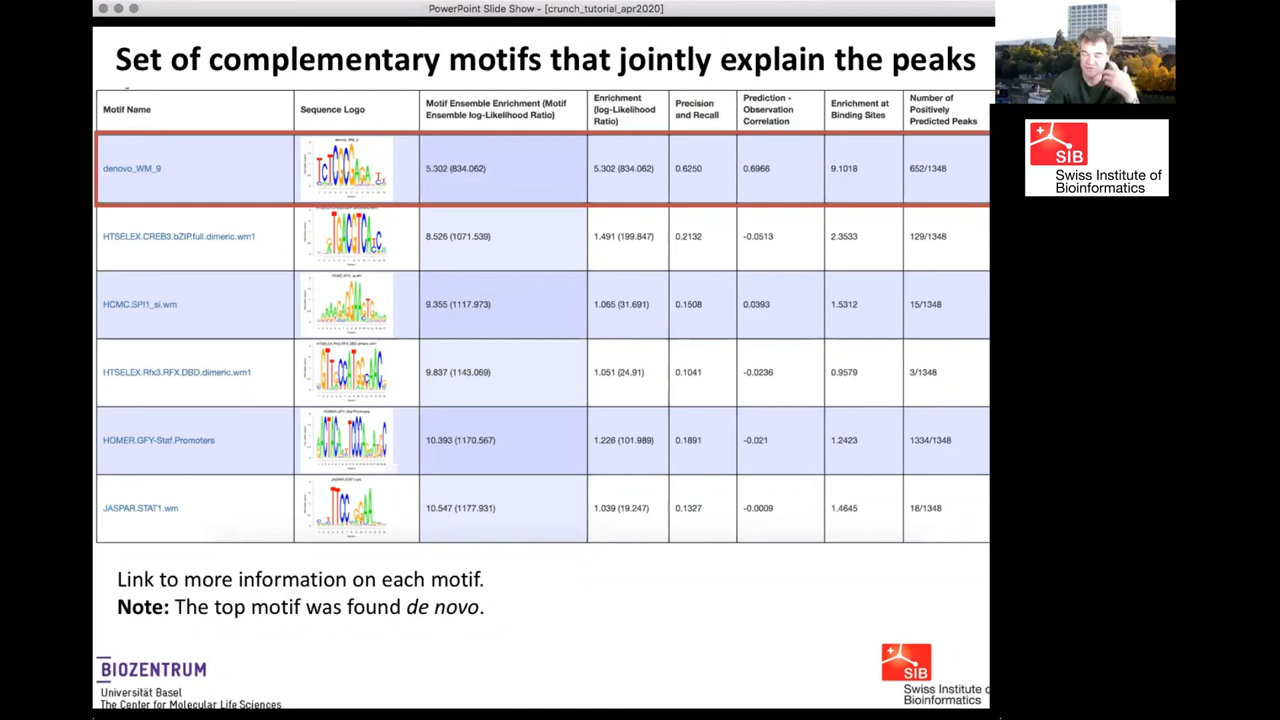 PowerPoint Slide Show - [crunch_tutorial_apr2020]
Set of complementary motifs that jointly explain the peaks
Motif Name
Sequence Logo
Motif Ensemble Enrichment (Motif
Ensemble log-Likelihood Ratio)
Enrichment
(log-Likelihood
Ratio)
Precision
and Recall
Prediction -
Observation
Correlation
Enrichment at
Binding Sites
Number of
Positively
Predicted Peaks
denovo_WM_9
5.302 (834.062)
5.302 (834.062)
0.6250
0.6966
9.1018
652/1348
HTSELEX.CREB3.bZIP.full.dimeric.wm1
8.526 (1071.539)
1.491 (199.847)
0.2132
-0.0513
2.3533
129/1348
HCMC.SPI1_si.wm
9.355 (1117.973)
1.065 (31.691)
0.1508
0.0393
1.5312
15/1348
HTSELEX.Rfx3.RFX.DBD.dimeric.wm1
9.837 (1143.069)
1.051 (24.91)
0.1041
-0.0236
0.9579
3/1348
HOMER.GFY-Staf.Promoters
10.393 (1170.567)
1.226 (101.989)
0.1891
-0.021
1.2423
1334/1348
JASPAR.STAT1.wm
10.547 (1177.931)
1.039 (19.247)
0.1327
-0.0009
1.4645
18/1348
Link to more information on each motif.
Note: The top motif was found de novo.
BIOZENTRUM
Universität Basel
The Center for Molecular Life Sciences
SIB
Swiss Institute
Bioinformatics
SIB
Swiss Institute of
Bioinformatics